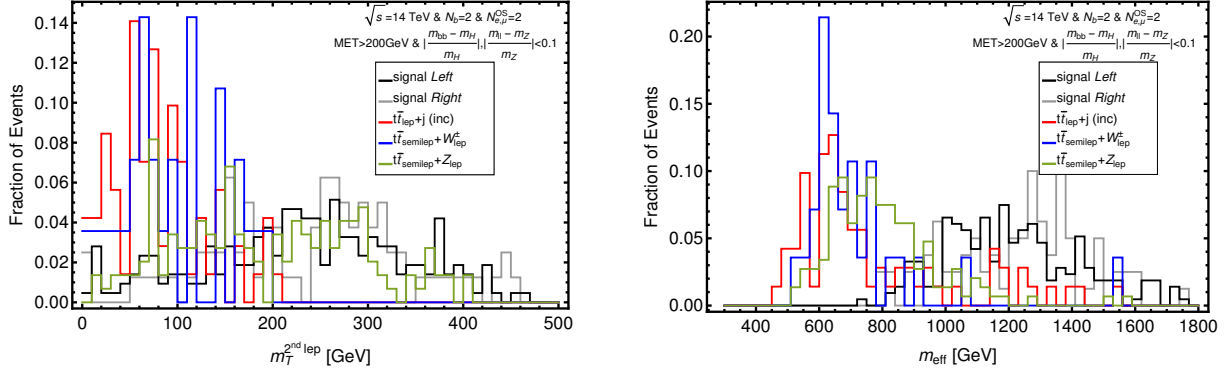 √s =14 TeV & N_b=2 & N_{e,μ}^{OS}=2
MET>200GeV & |(m_bb − m_H)/m_H|,|(m_ll − m_Z)/m_Z|<0.1
signal Left
signal Right
tt̄_lep+j (inc)
tt̄_semilep+W^±_lep
tt̄_semilep+Z_lep
Fraction of Events
0.14
0.12
0.10
0.08
0.06
0.04
0.02
0.00
0 100 200 300 400 500
m_T^{2nd lep} [GeV]
√s =14 TeV & N_b=2 & N_{e,μ}^{OS}=2
MET>200GeV & |(m_bb − m_H)/m_H|,|(m_ll − m_Z)/m_Z|<0.1
signal Left
signal Right
tt̄_lep+j (inc)
tt̄_semilep+W^±_lep
tt̄_semilep+Z_lep
Fraction of Events
0.20
0.15
0.10
0.05
0.00
400 600 800 1000 1200 1400 1600 1800
m_eff [GeV]